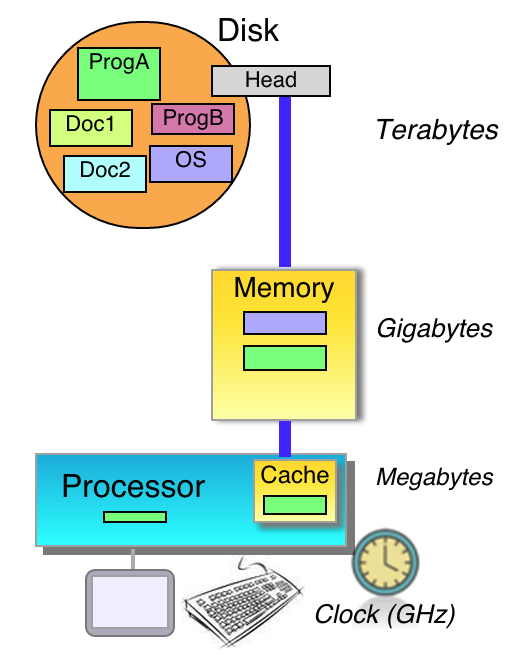 Disk
ProgA
Head
Doc1
ProgB
Terabytes
Doc2
OS
Memory
Gigabytes
Processor
Cache
Megabytes
Clock (GHz)